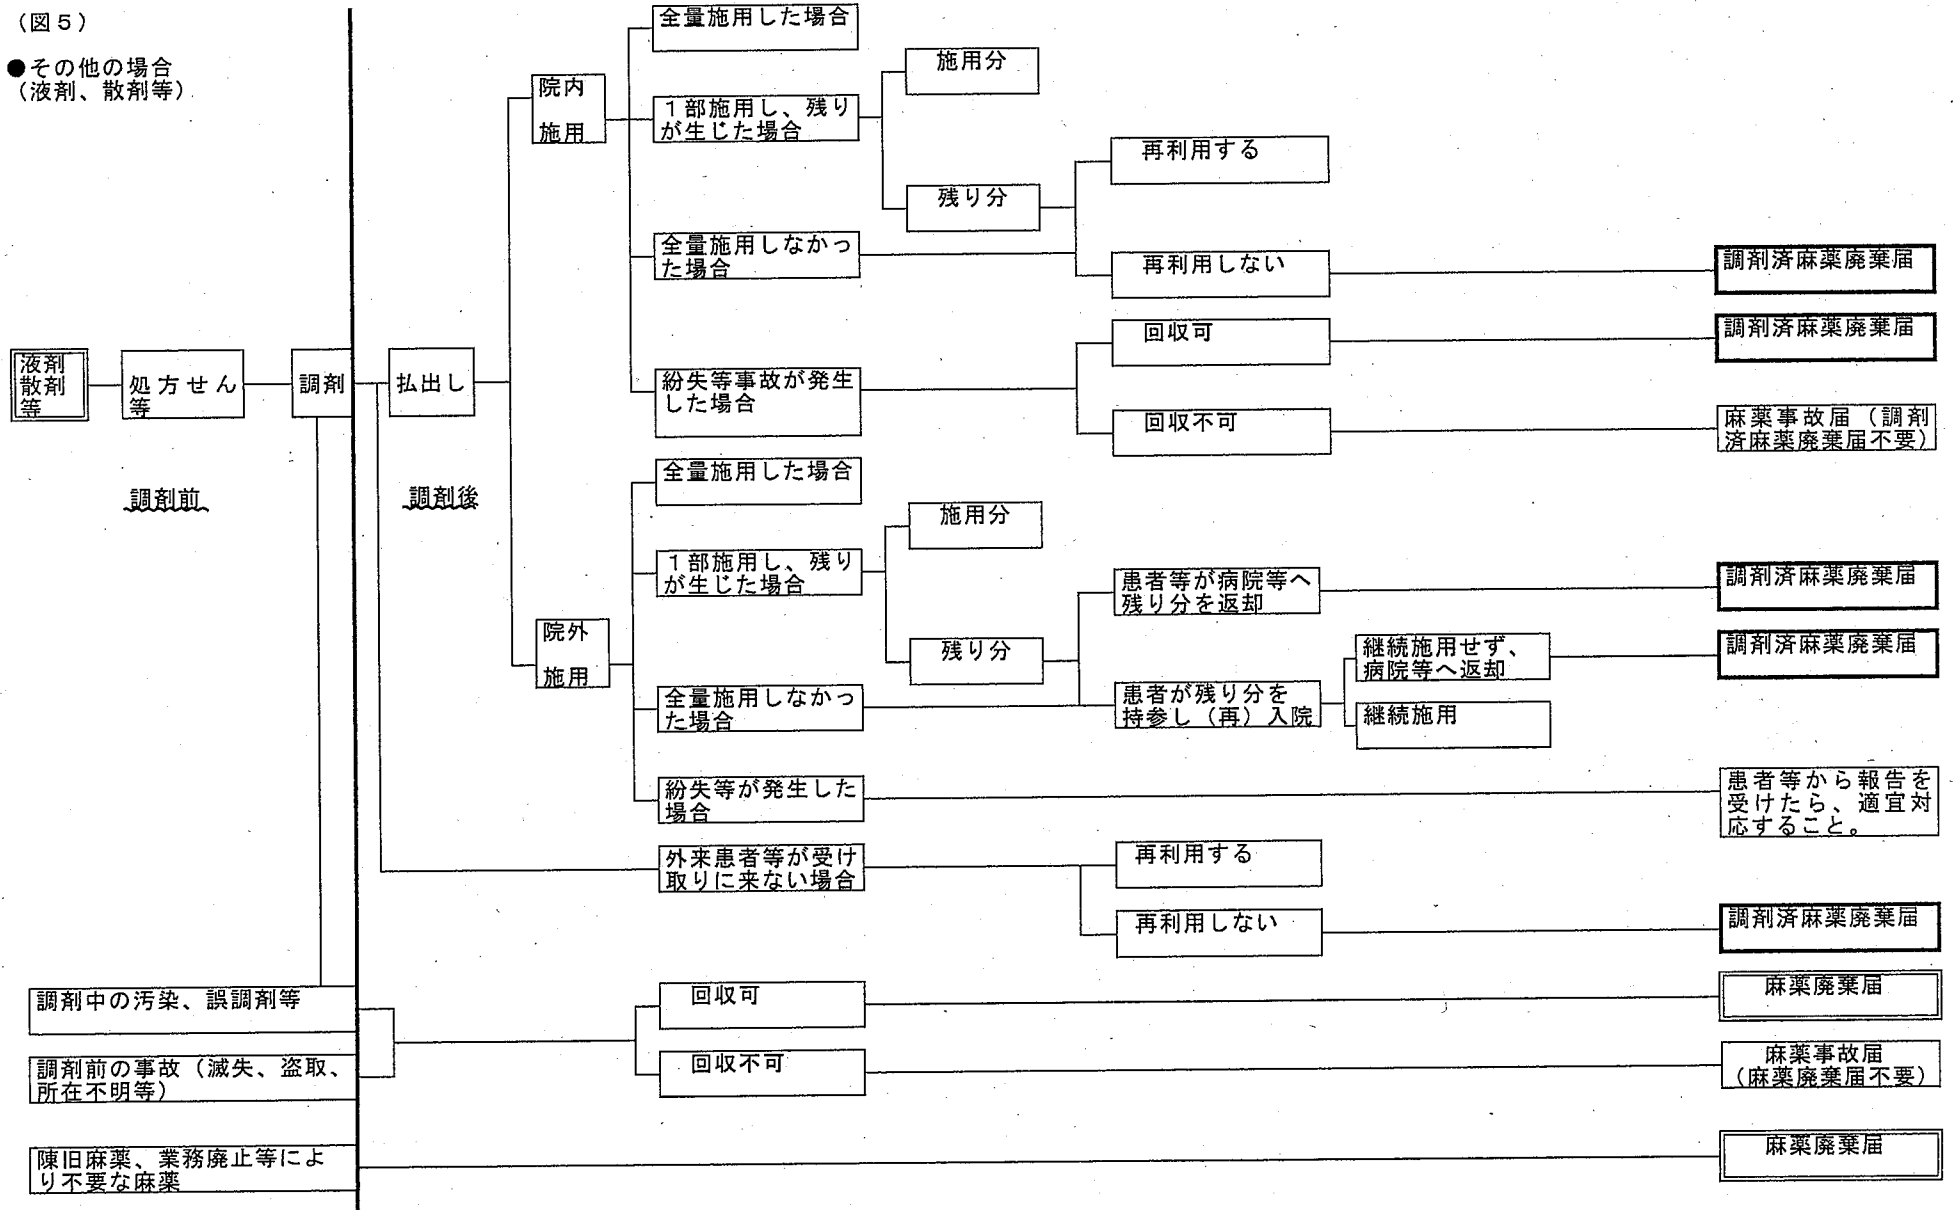 （図５）
●その他の場合
（液剤、散剤等）
液剤
散剤
等
処方せん
等
調剤
払出し
調剤前
調剤後
院内
施用
全量施用した場合
１部施用し、残り
が生じた場合
施用分
残り分
再利用する
全量施用しなかっ
た場合
再利用しない
調剤済麻薬廃棄届
紛失等事故が発生
した場合
回収可
調剤済麻薬廃棄届
回収不可
麻薬事故届（調剤
済麻薬廃棄届不要）
院外
施用
全量施用した場合
１部施用し、残り
が生じた場合
施用分
残り分
患者等が病院等へ
残り分を返却
調剤済麻薬廃棄届
全量施用しなかっ
た場合
患者が残り分を
持参し（再）入院
継続施用せず、
病院等へ返却
調剤済麻薬廃棄届
継続施用
紛失等が発生した
場合
患者等から報告を
受けたら、適宜対
応すること。
外来患者等が受け
取りに来ない場合
再利用する
再利用しない
調剤済麻薬廃棄届
調剤中の汚染、誤調剤等
調剤前の事故（滅失、盗取、
所在不明等）
回収可
麻薬廃棄届
回収不可
麻薬事故届
（麻薬廃棄届不要）
陳旧麻薬、業務廃止等によ
り不要な麻薬
麻薬廃棄届